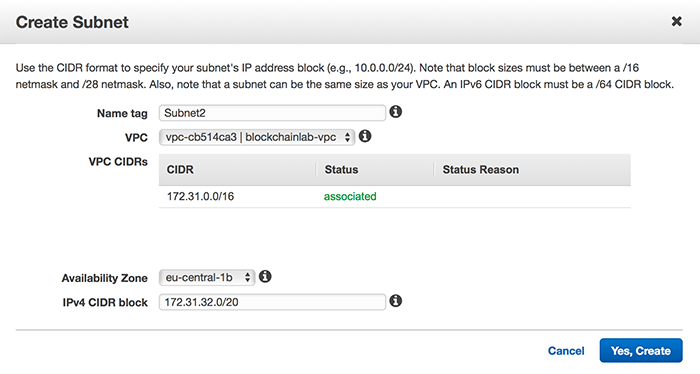 Create Subnet
Use the CIDR format to specify your subnet's IP address block (e.g., 10.0.0.0/24). Note that block sizes must be between a /16
netmask and /28 netmask. Also, note that a subnet can be the same size as your VPC. An IPv6 CIDR block must be a /64 CIDR block.
Name tag Subnet2
VPC vpc-cb514ca3 | blockchainlab-vpc
VPC CIDRs
CIDR Status Status Reason
172.31.0.0/16 associated
Availability Zone eu-central-1b
IPv4 CIDR block 172.31.32.0/20
Cancel Yes, Create